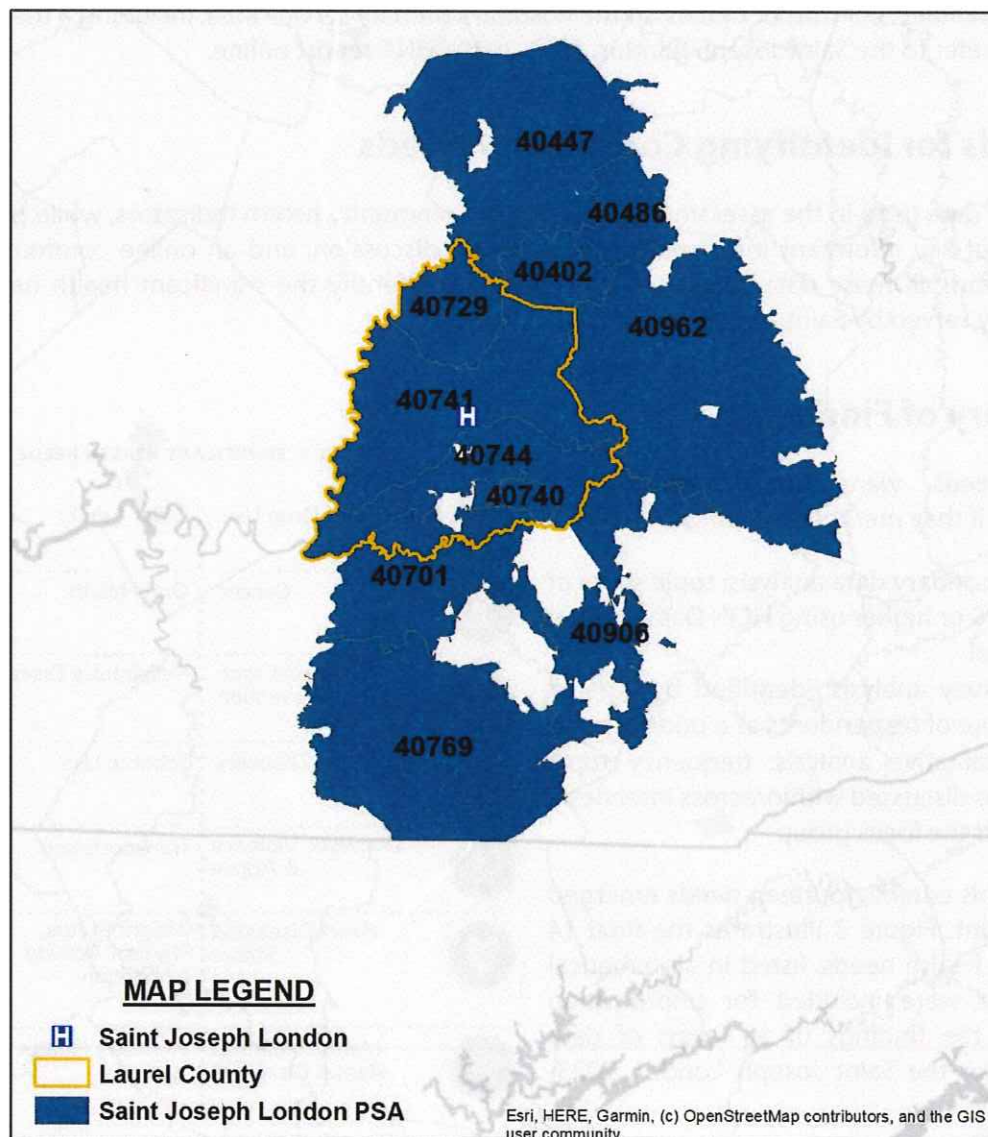 40447
40486
40402
40729
40962
40741
H
40744
40740
40701
40906
40769
MAP LEGEND
H Saint Joseph London
Laurel County
Saint Joseph London PSA
Esri, HERE, Garmin, (c) OpenStreetMap contributors, and the GIS
user community